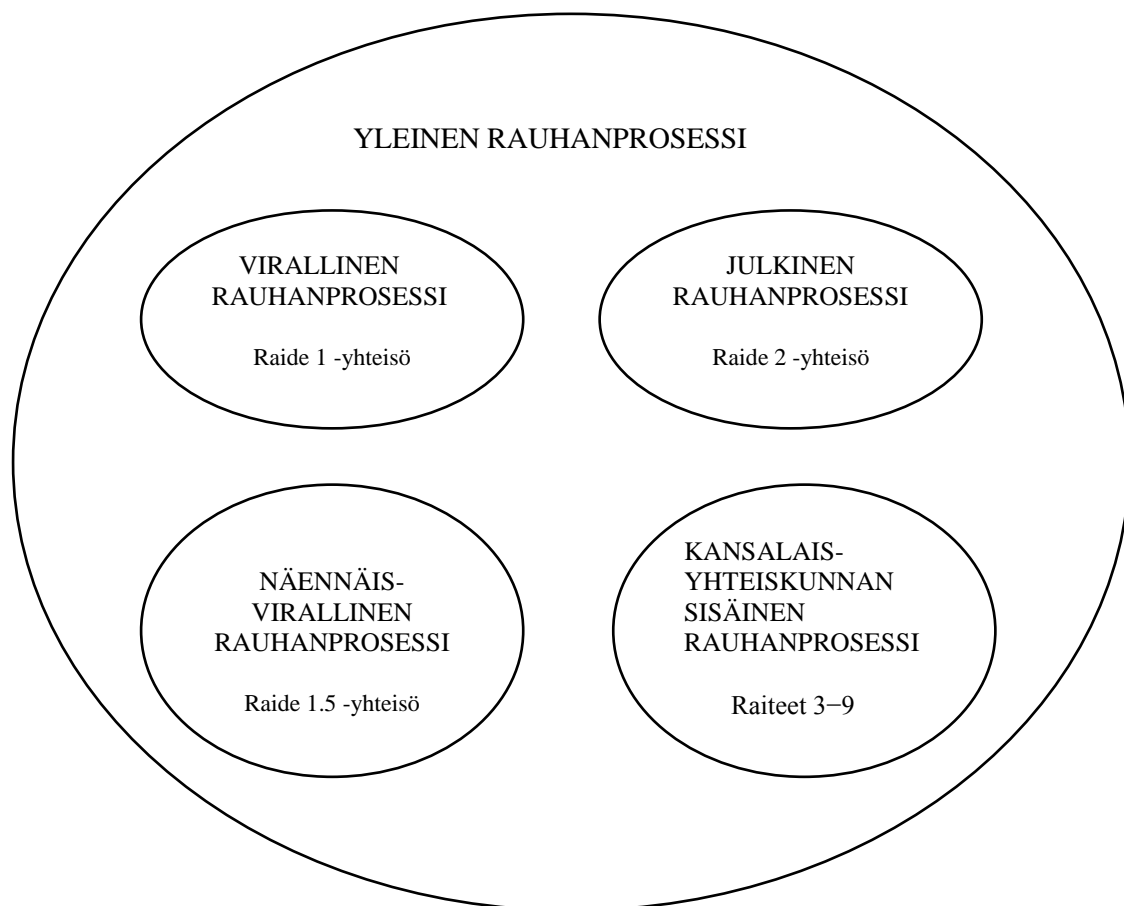 YLEINEN RAUHANPROSESSI
VIRALLINEN
RAUHANPROSESSI
Raide 1 -yhteisö
JULKINEN
RAUHANPROSESSI
Raide 2 -yhteisö
NÄENNÄIS-
VIRALLINEN
RAUHANPROSESSI
Raide 1.5 -yhteisö
KANSALAIS-
YHTEISKUNNAN
SISÄINEN
RAUHANPROSESSI
Raiteet 3−9